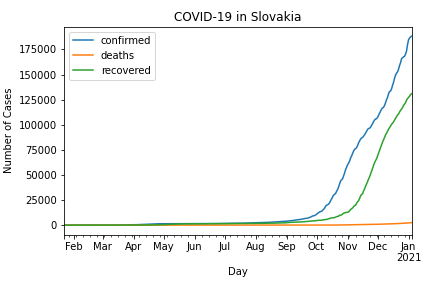 COVID-19 in Slovakia
confirmed
deaths
recovered
175000
150000
125000
100000
75000
50000
25000
0
Number of Cases
Feb Mar Apr May Jun Jul Aug Sep Oct Nov Dec Jan
2021
Day